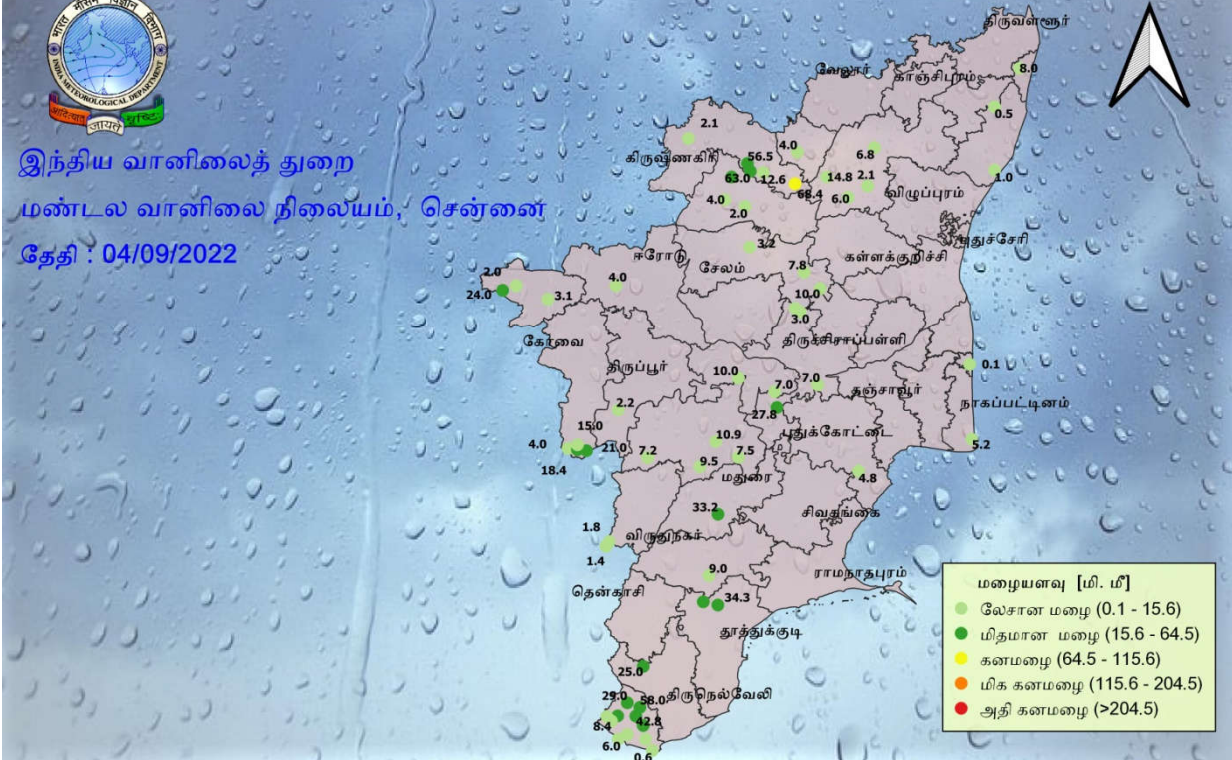 भारत मौसम विज्ञान विभाग
INDIA METEOROLOGICAL DEPARTMENT
आदित्यात् जायते वृष्टि:
இந்திய வானிலைத் துறை
மண்டல வானிலை நிலையம், சென்னை
தேதி : 04/09/2022
திருவள்ளூர்
வேலூர்
காஞ்சிபுரம்
8.0
0.5
2.1
கிருஷ்ணகிரி
56.5
4.0
6.8
63.0
12.6
68.4
14.8
2.1
விழுப்புரம்
1.0
4.0
2.0
6.0
புதுச்சேரி
3.2
ஈரோடு
சேலம்
7.8
கள்ளக்குறிச்சி
2.0
24.0
3.1
4.0
10.0
3.0
கோவை
திருச்சிராப்பள்ளி
திருப்பூர்
10.0
7.0
7.0
தஞ்சாவூர்
0.1
நாகப்பட்டினம்
2.2
27.8
15.0
4.0
21.0
18.4
7.2
10.9
புதுக்கோட்டை
5.2
9.5
7.5
மதுரை
4.8
33.2
சிவகங்கை
1.8
விருதுநகர்
1.4
9.0
ராமநாதபுரம்
தென்காசி
34.3
தூத்துக்குடி
25.0
29.0
58.0
திருநெல்வேலி
8.4
42.8
6.0
0.6
மழையளவு [மி. மீ]
லேசான மழை (0.1 - 15.6)
மிதமான மழை (15.6 - 64.5)
கனமழை (64.5 - 115.6)
மிக கனமழை (115.6 - 204.5)
அதி கனமழை (>204.5)